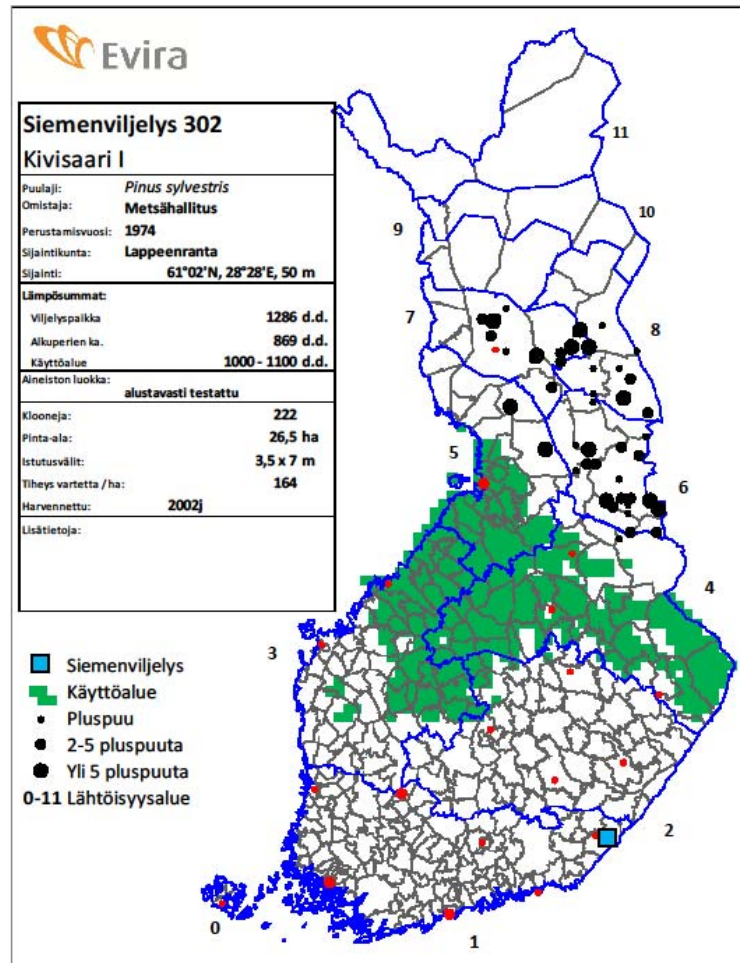 Evira
Siemenviljelys 302
Kivisaari I
Puulaji: Pinus sylvestris
Omistaja: Metsähallitus
Perustamisvuosi: 1974
Sijaintikunta: Lappeenranta
Sijainti: 61°02'N, 28°28'E, 50 m
Lämpösummat:
Viljelyspaikka 1286 d.d.
Alkuperien ka. 869 d.d.
Käyttöalue 1000 - 1100 d.d.
Aineiston luokka:
alustavasti testattu
Klooneja: 222
Pinta-ala: 26,5 ha
Istutusvälit: 3,5 x 7 m
Tiheys vartetta / ha: 164
Harvennettu: 2002j
Lisätietoja:
Siemenviljelys
Käyttöalue
Pluspuu
2-5 pluspuuta
Yli 5 pluspuuta
0-11 Lähtöisyysalue
11
10
9
8
7
6
5
4
3
2
1
0